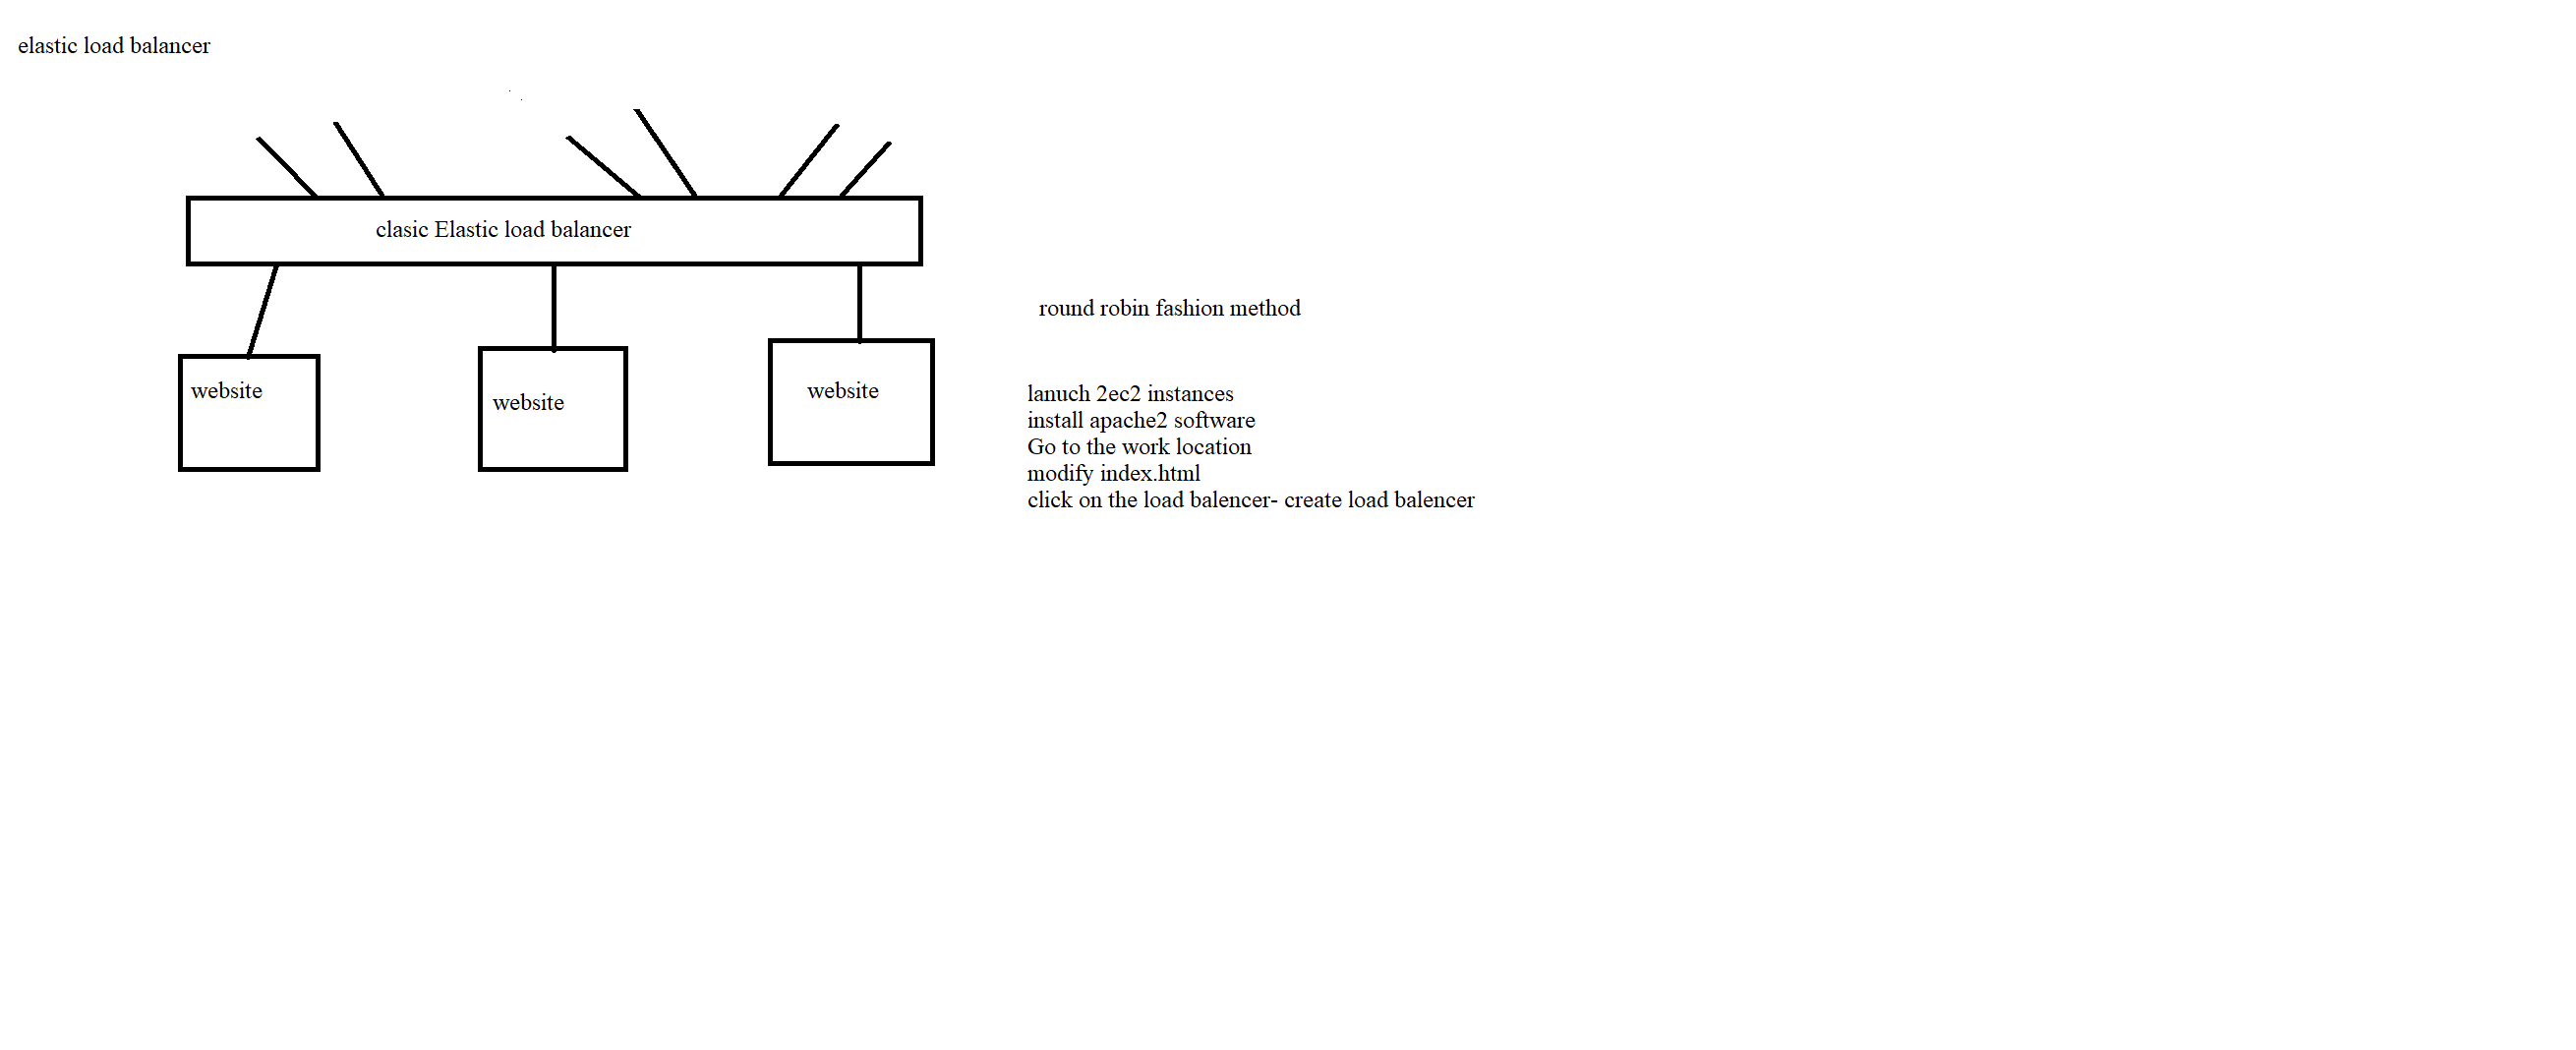 elastic load balancer
clasic Elastic load balancer
website
website
website
round robin fashion method
lanuch 2ec2 instances
install apache2 software
Go to the work location
modify index.html
click on the load balencer- create load balencer